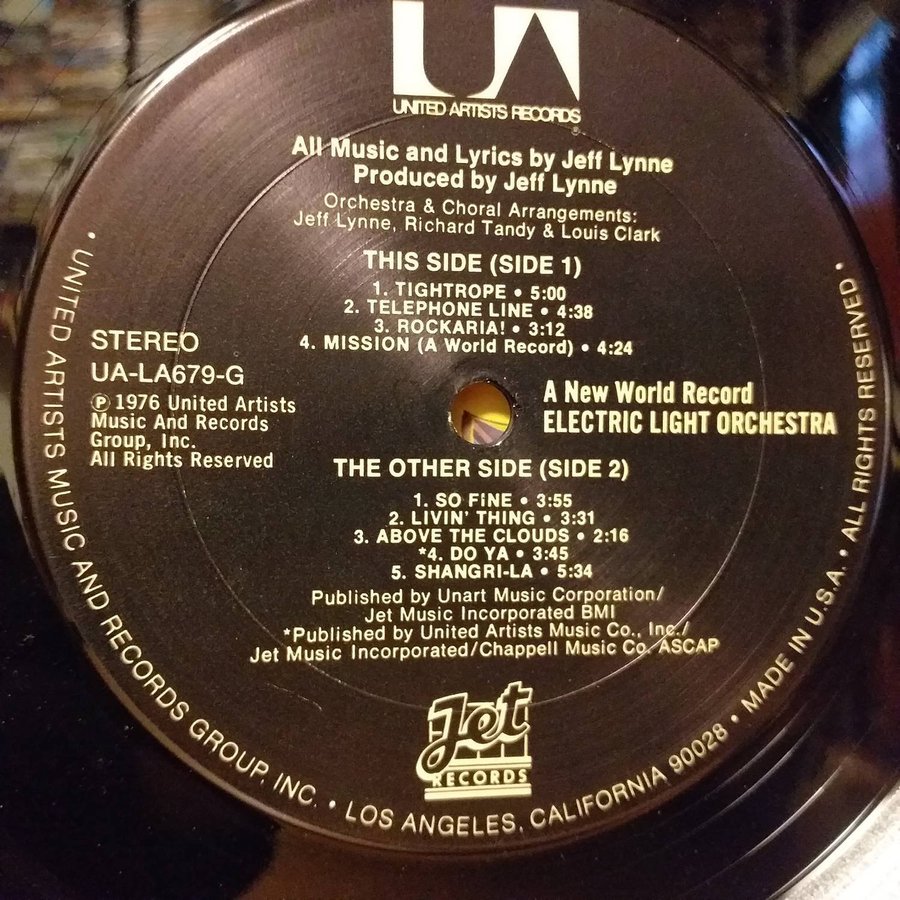 UA
UNITED ARTISTS RECORDS
All Music and Lyrics by Jeff Lynne
Produced by Jeff Lynne
Orchestra & Choral Arrangements:
Jeff Lynne, Richard Tandy & Louis Clark
THIS SIDE (SIDE 1)
1. TIGHTROPE • 5:00
2. TELEPHONE LINE • 4:38
3. ROCKARIA! • 3:12
4. MISSION (A World Record) • 4:24
STEREO
UA-LA679-G
℗ 1976 United Artists
Music And Records
Group, Inc.
All Rights Reserved
A New World Record
ELECTRIC LIGHT ORCHESTRA
THE OTHER SIDE (SIDE 2)
1. SO FINE • 3:55
2. LIVIN' THING • 3:31
3. ABOVE THE CLOUDS • 2:16
*4. DO YA • 3:45
5. SHANGRI-LA • 5:34
Published by Unart Music Corporation/
Jet Music Incorporated BMI
*Published by United Artists Music Co., Inc./
Jet Music Incorporated/Chappell Music Co. ASCAP
Jet
RECORDS
• UNITED ARTISTS MUSIC AND RECORDS GROUP, INC. • LOS ANGELES, CALIFORNIA 90028 • MADE IN U.S.A. • ALL RIGHTS RESERVED •